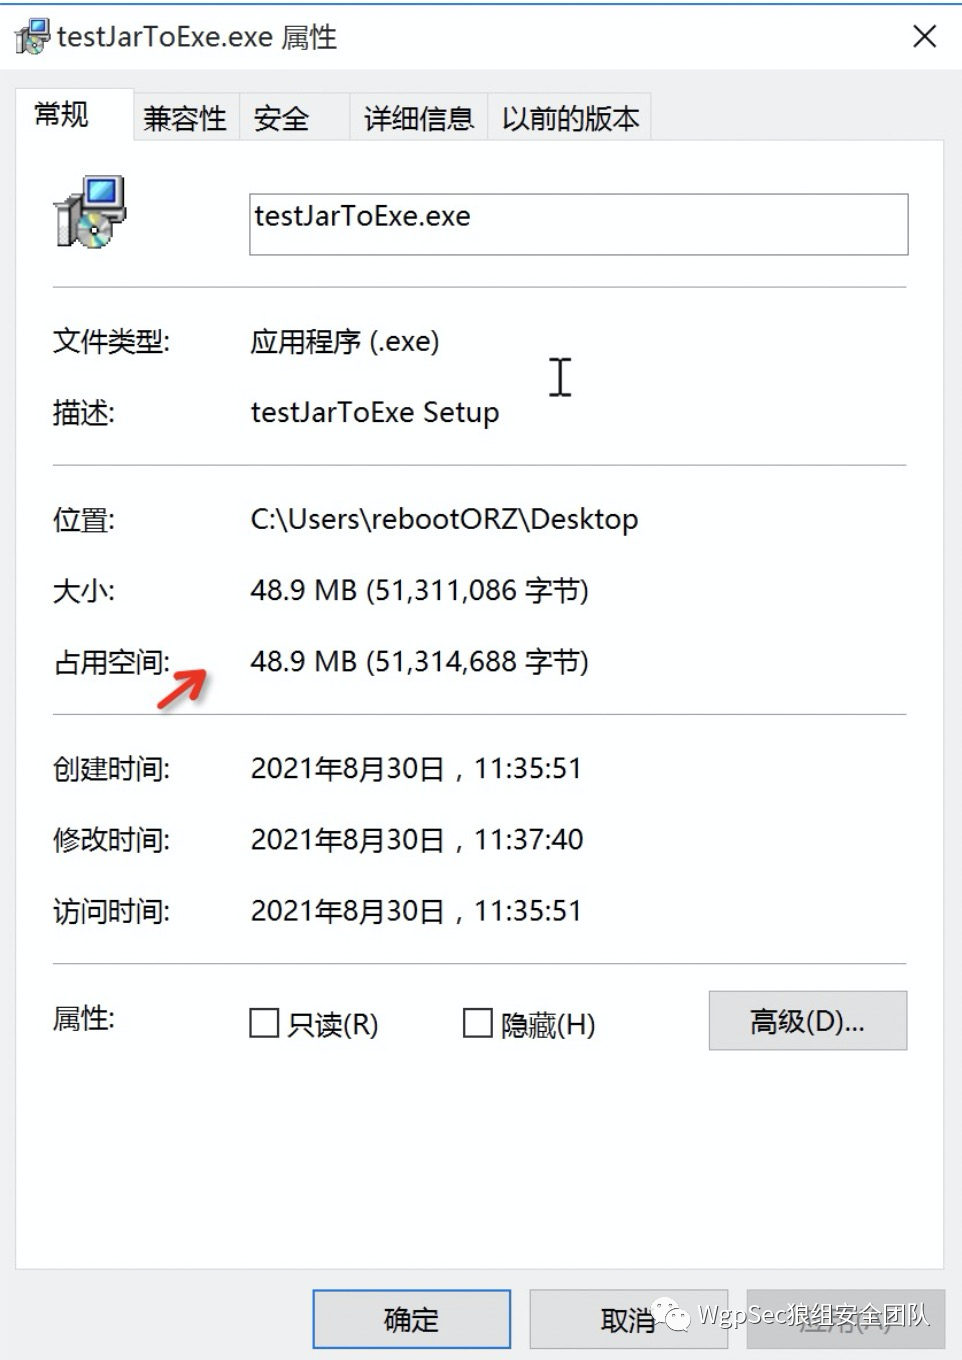 testJarToExe.exe 属性
常规 兼容性 安全 详细信息 以前的版本
testJarToExe.exe
文件类型: 应用程序 (.exe)
描述: testJarToExe Setup
位置: C:\Users\rebootORZ\Desktop
大小: 48.9 MB (51,311,086 字节)
占用空间: 48.9 MB (51,314,688 字节)
创建时间: 2021年8月30日，11:35:51
修改时间: 2021年8月30日，11:37:40
访问时间: 2021年8月30日，11:35:51
属性: 只读(R) 隐藏(H) 高级(D)...
确定 取消 应用(A)
WgpSec狼组安全团队